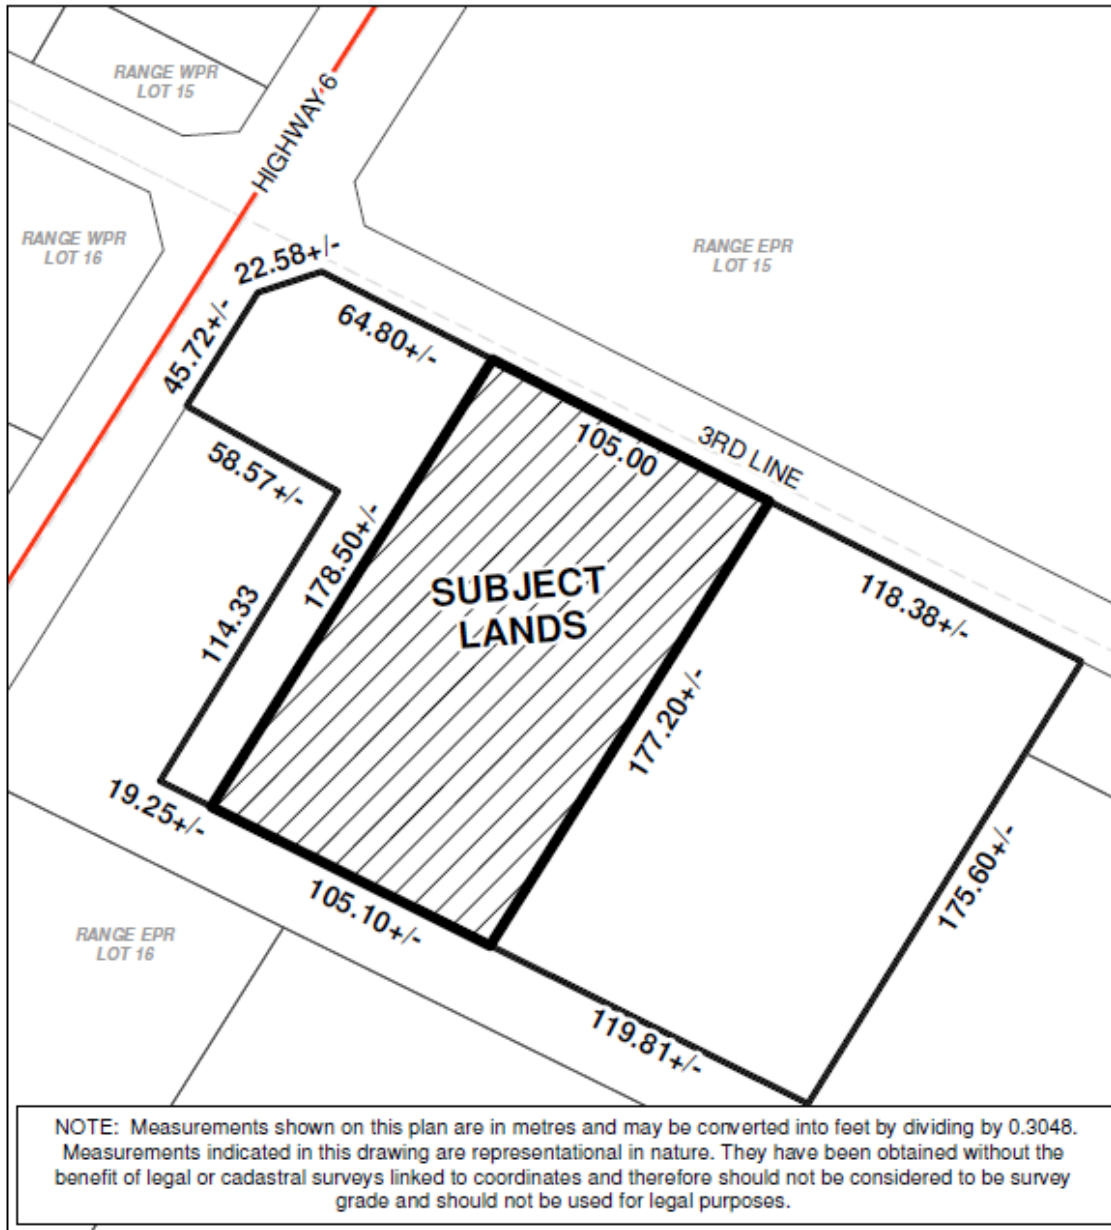 RANGE WPR
LOT 15
HIGHWAY 6
RANGE WPR
LOT 16
RANGE EPR
LOT 15
22.58+/-
64.80+/-
45.72+/-
58.57+/-
105.00
3RD LINE
178.50+/-
114.33
SUBJECT
LANDS
118.38+/-
177.20+/-
19.25+/-
105.10+/-
175.60+/-
RANGE EPR
LOT 16
119.81+/-
NOTE: Measurements shown on this plan are in metres and may be converted into feet by dividing by 0.3048.
Measurements indicated in this drawing are representational in nature. They have been obtained without the
benefit of legal or cadastral surveys linked to coordinates and therefore should not be considered to be survey
grade and should not be used for legal purposes.